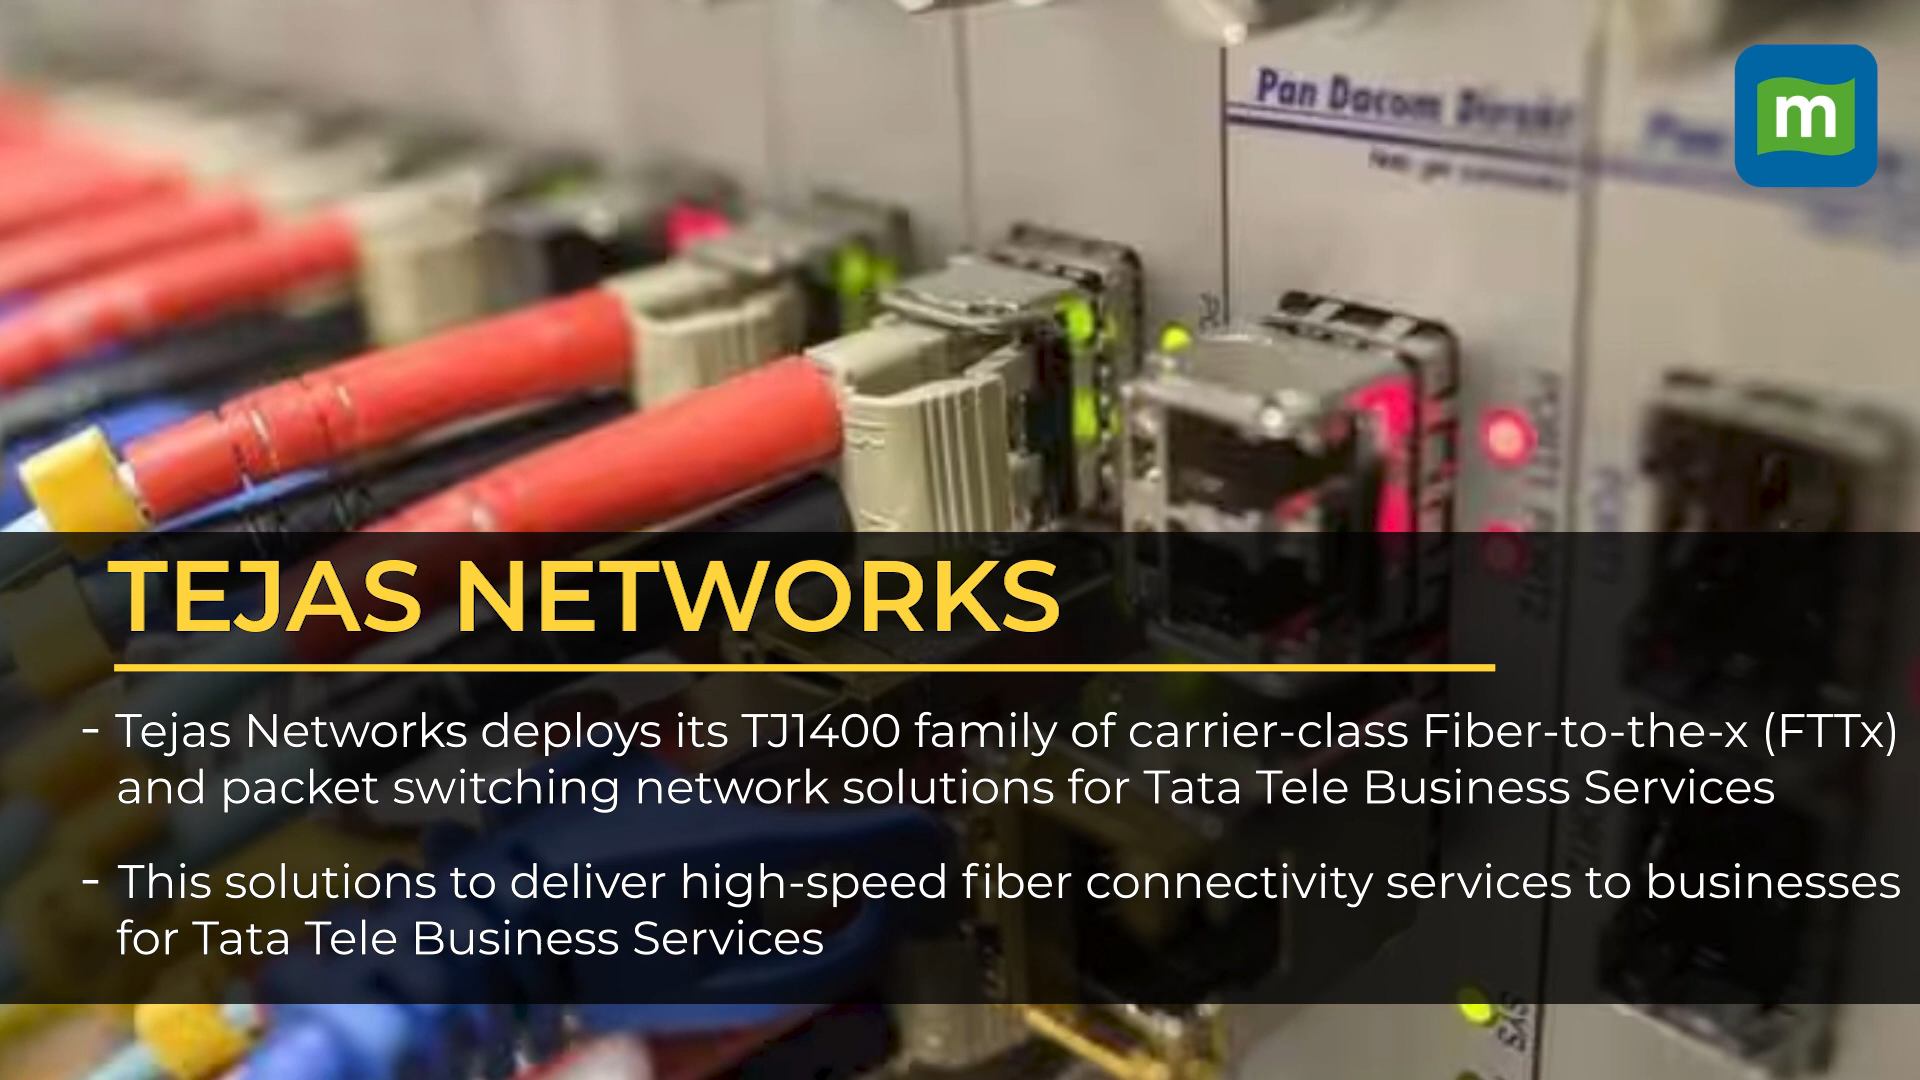 Pan Dacom Direkt
m
TEJAS NETWORKS
- Tejas Networks deploys its TJ1400 family of carrier-class Fiber-to-the-x (FTTx)
and packet switching network solutions for Tata Tele Business Services
- This solutions to deliver high-speed fiber connectivity services to businesses
for Tata Tele Business Services
SYS